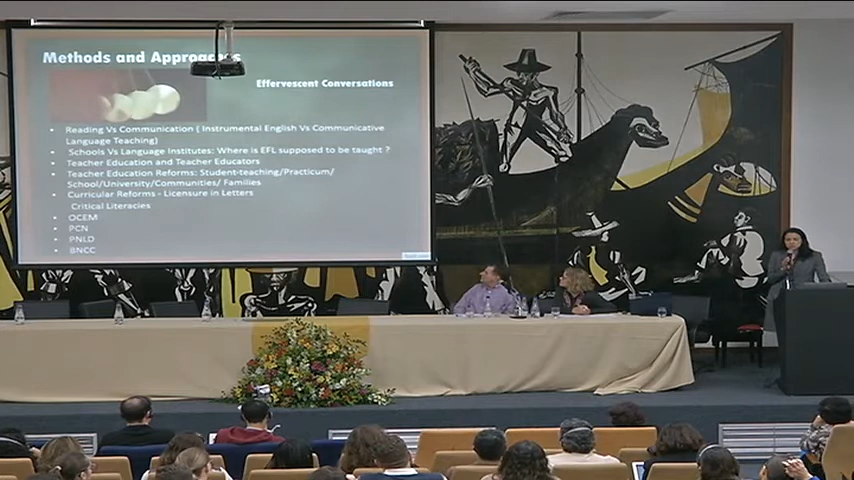 Methods and Approaches
Effervescent Conversations
• Reading Vs Communication ( Instrumental English Vs Communicative
Language Teaching)
• Schools Vs Language Institutes: Where is EFL supposed to be taught ?
• Teacher Education and Teacher Educators
• Teacher Education Reforms: Student-teaching/Practicum/
School/University/Communities/ Families
• Curricular Reforms - Licensure in Letters
Critical Literacies
• OCEM
• PCN
• PNLD
• BNCC